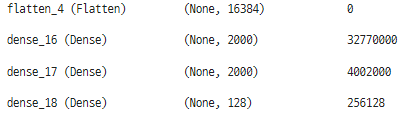 flatten_4 (Flatten) (None, 16384) 0
dense_16 (Dense) (None, 2000) 32770000
dense_17 (Dense) (None, 2000) 4002000
dense_18 (Dense) (None, 128) 256128